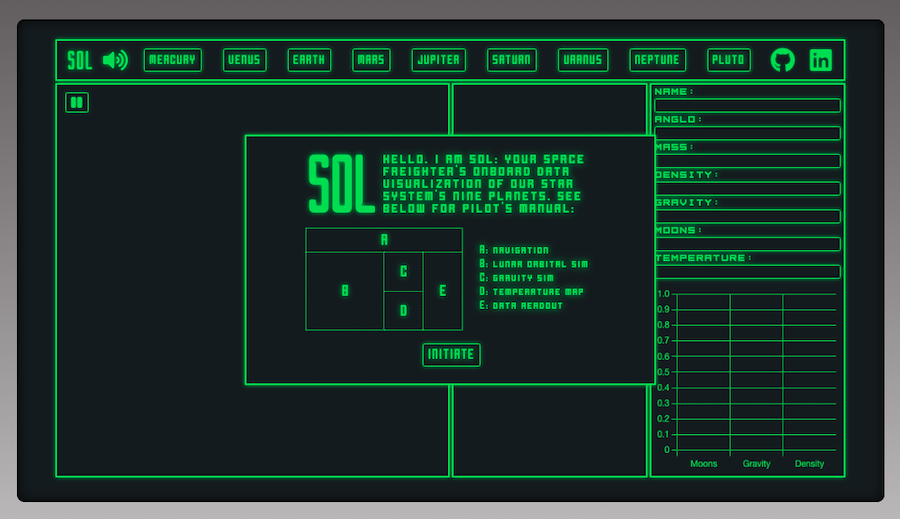 SOL
MERCURY
VENUS
EARTH
MARS
JUPITER
SATURN
URANUS
NEPTUNE
PLUTO
in
SOL
HELLO. I AM SOL: YOUR SPACE
FREIGHTER'S ONBOARD DATA
VISUALIZATION OF OUR STAR
SYSTEM'S NINE PLANETS. SEE
BELOW FOR PILOT'S MANUAL:
A
B
C
D
E
A: NAVIGATION
B: LUNAR ORBITAL SIM
C: GRAVITY SIM
D: TEMPERATURE MAP
E: DATA READOUT
INITIATE
NAME:
ANGLO:
MASS:
DENSITY:
GRAVITY:
MOONS:
TEMPERATURE:
1.0
0.9
0.8
0.7
0.6
0.5
0.4
0.3
0.2
0.1
0
Moons
Gravity
Density